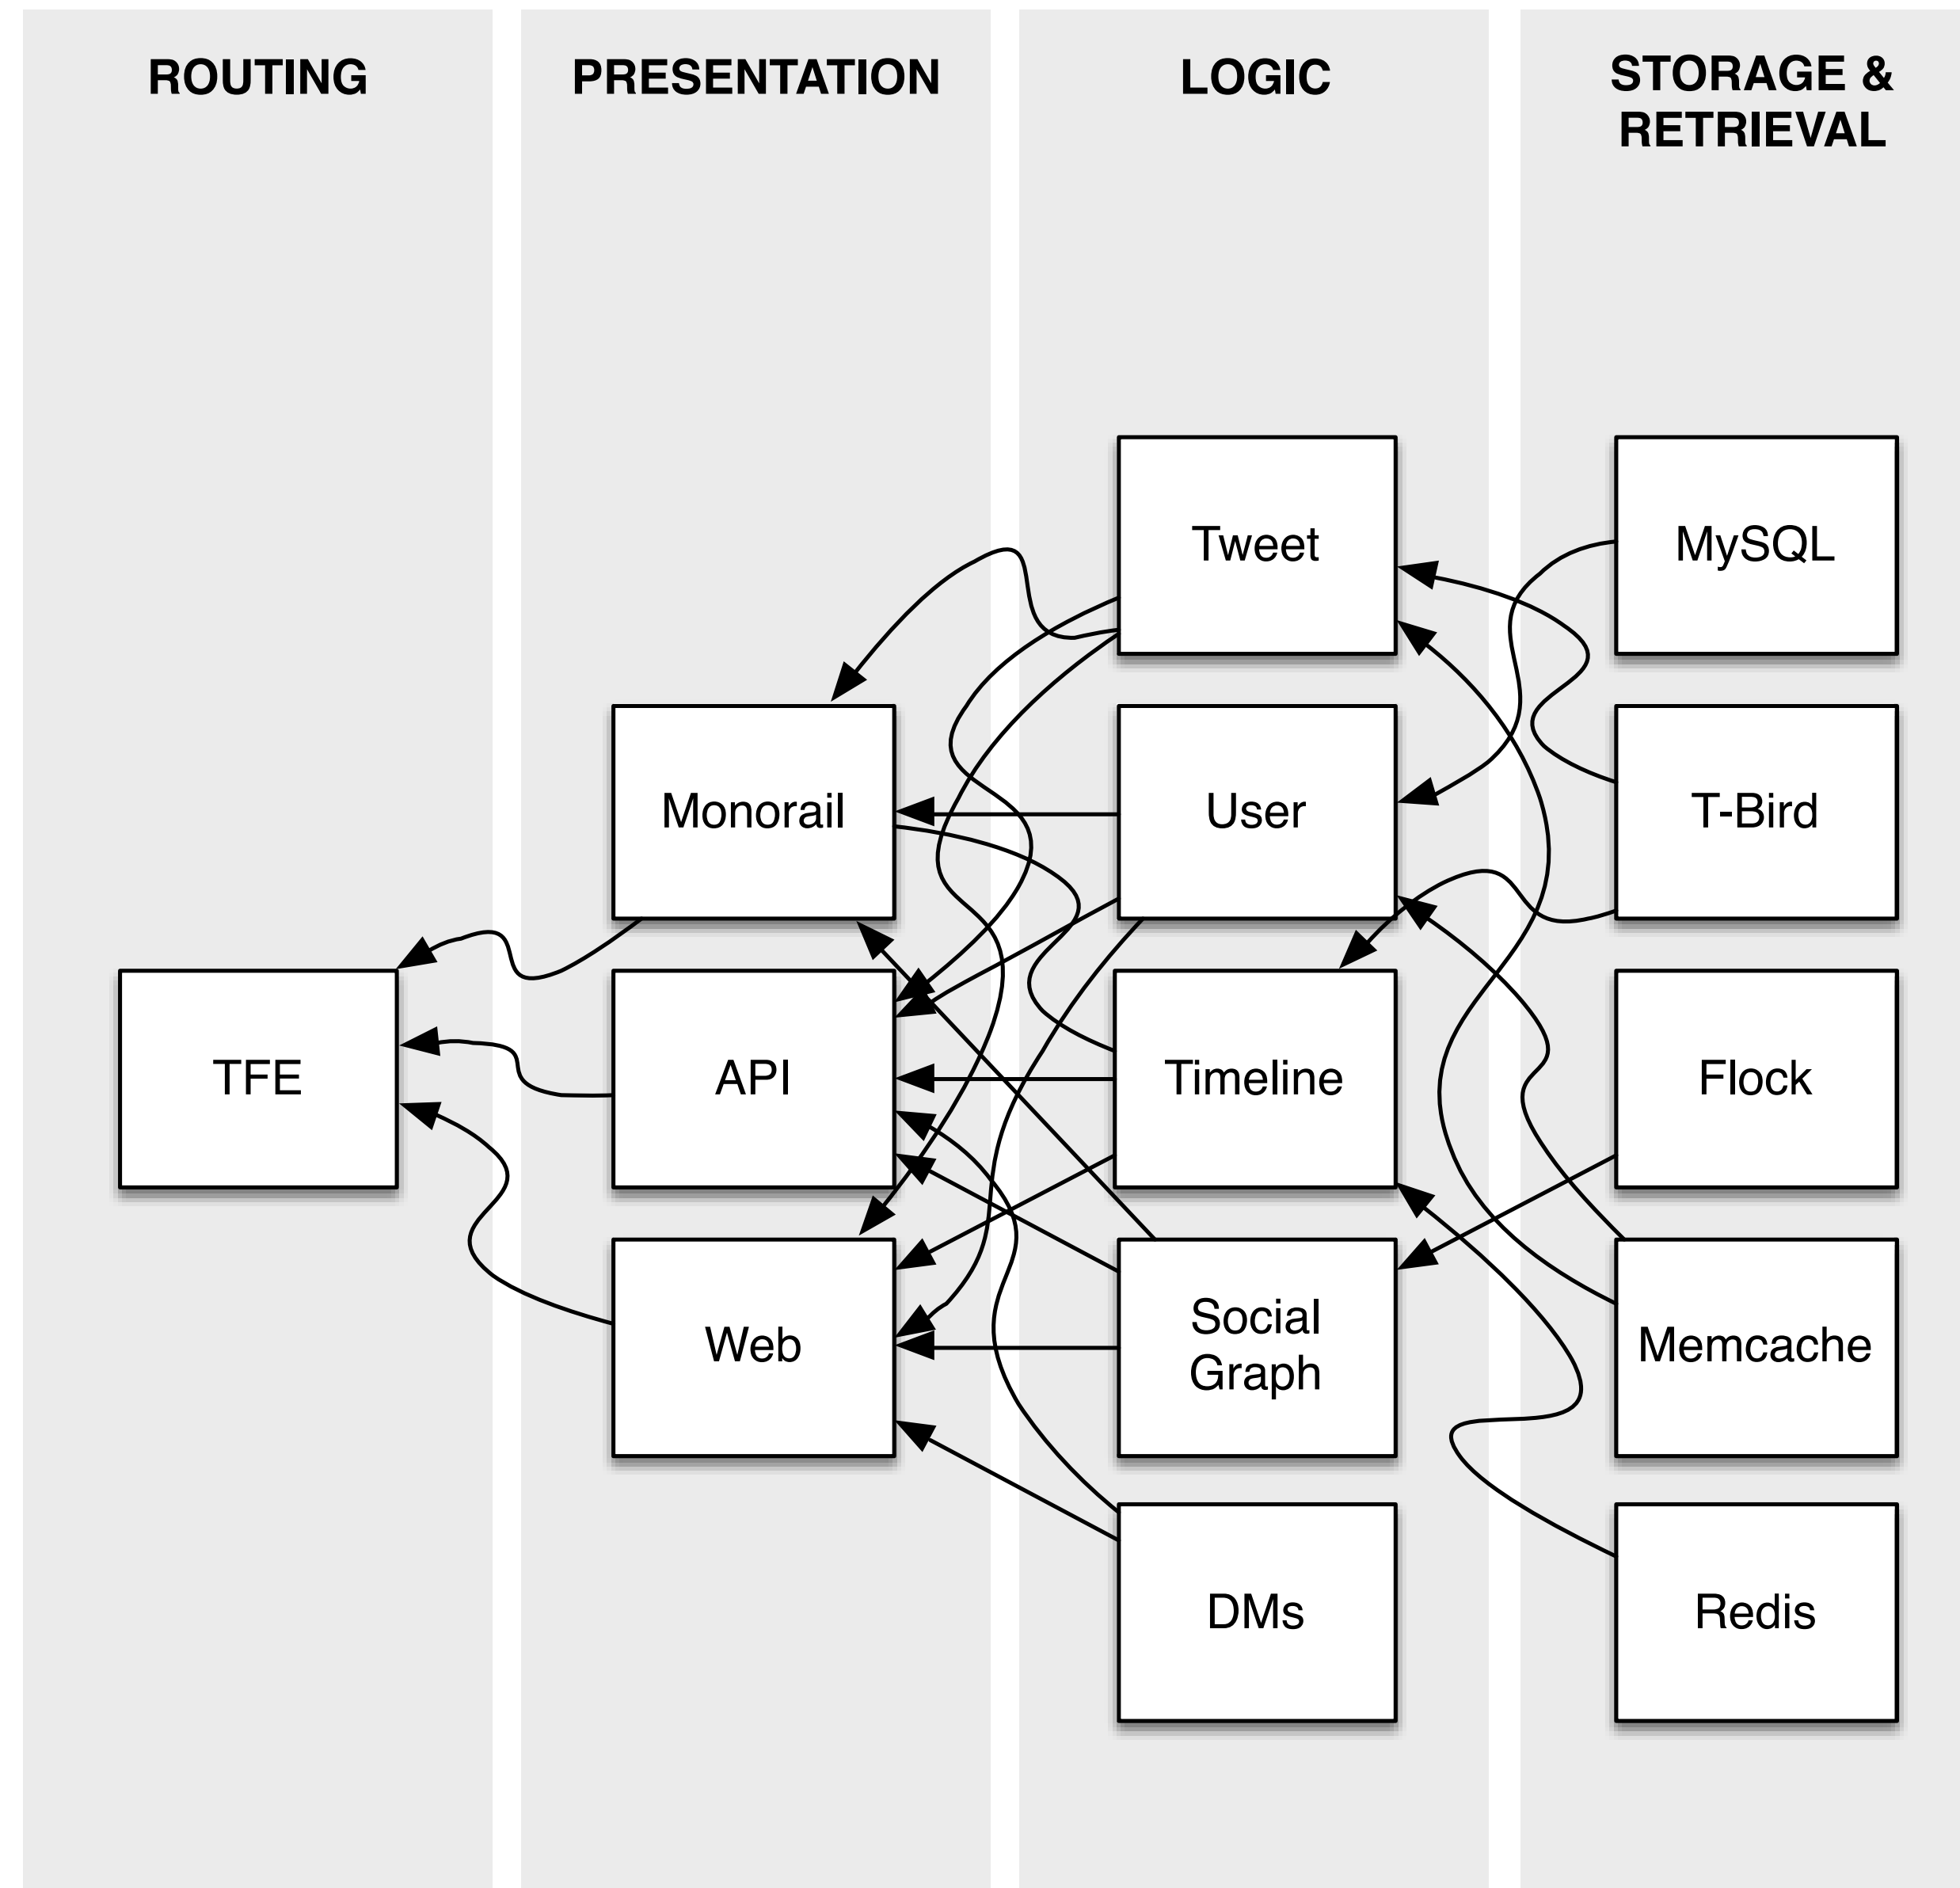 ROUTING
PRESENTATION
LOGIC
STORAGE &
RETRIEVAL
TFE
Monorail
API
Web
Tweet
User
Timeline
Social
Graph
DMs
MySQL
T-Bird
Flock
Memcache
Redis